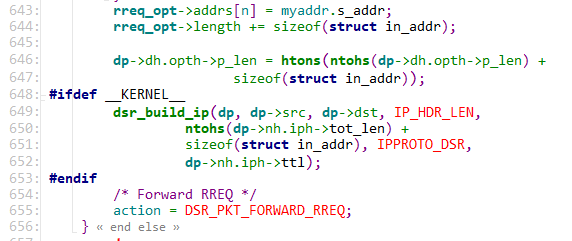 643: rreq_opt->addrs[n] = myaddr.s_addr;
644: rreq_opt->length += sizeof(struct in_addr);
645:
646: dp->dh.opth->p_len = htons(ntohs(dp->dh.opth->p_len) +
647: sizeof(struct in_addr));
648: #ifdef __KERNEL__
649: dsr_build_ip(dp, dp->src, dp->dst, IP_HDR_LEN,
650: ntohs(dp->nh.iph->tot_len) +
651: sizeof(struct in_addr), IPPROTO_DSR,
652: dp->nh.iph->ttl);
653: #endif
654: /* Forward RREQ */
655: action = DSR_PKT_FORWARD_RREQ;
656: } « end else »